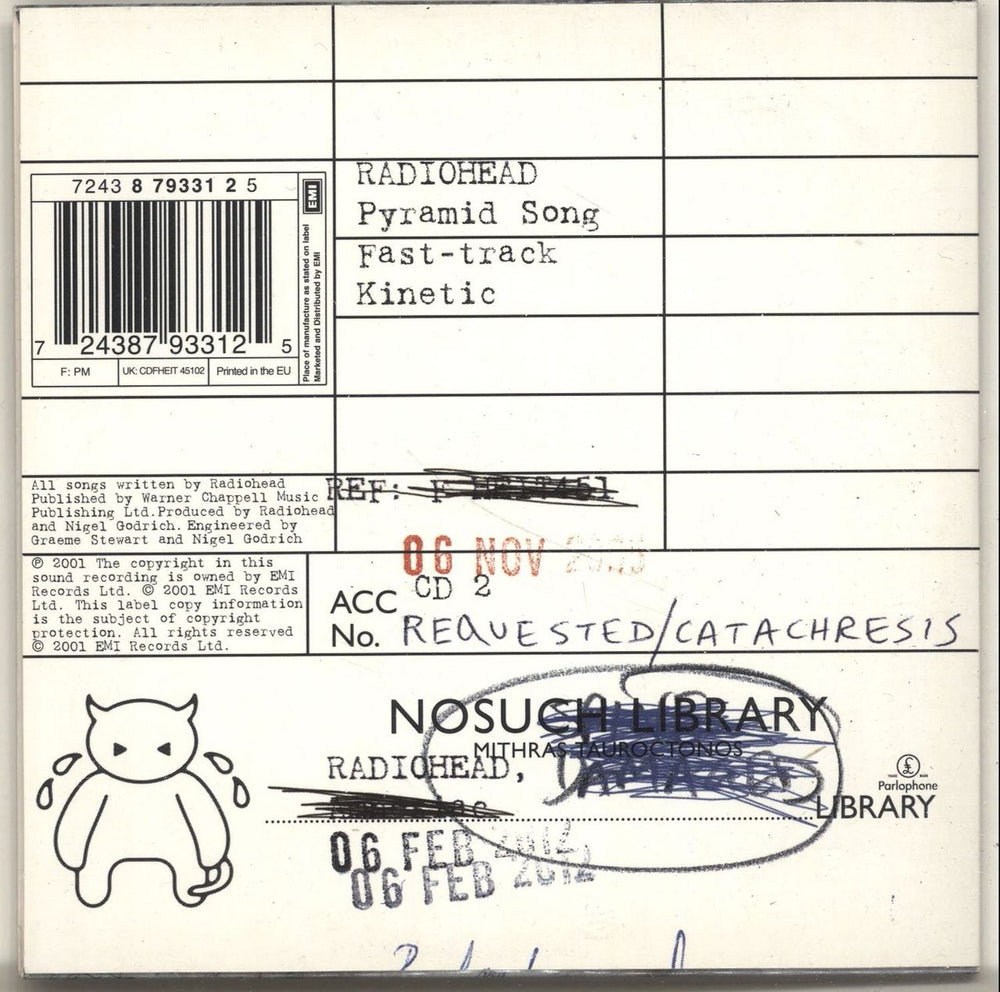 7243 8 79331 2 5
EMI
Place of manufacture as stated on label
Marketed and Distributed by EMI
7 24387 93312 5
F: PM
UK: CDFHEIT 45102
Printed in the EU
RADIOHEAD
Pyramid Song
Fast-track
Kinetic
All songs written by Radiohead
Published by Warner Chappell Music
Publishing Ltd.Produced by Radiohead
and Nigel Godrich. Engineered by
Graeme Stewart and Nigel Godrich
REF: F HEIT451
06 NOV
CD 2
℗ 2001 The copyright in this
sound recording is owned by EMI
Records Ltd. © 2001 EMI Records
Ltd. This label copy information
is the subject of copyright
protection. All rights reserved
© 2001 EMI Records Ltd.
ACC
No. REQUESTED/CATACHRESIS
NOSUCH LIBRARY
MITHRAS TAUROCTONOS
RADIOHEAD,
Parlophone
LIBRARY
06 FEB 2012
06 FEB 2012